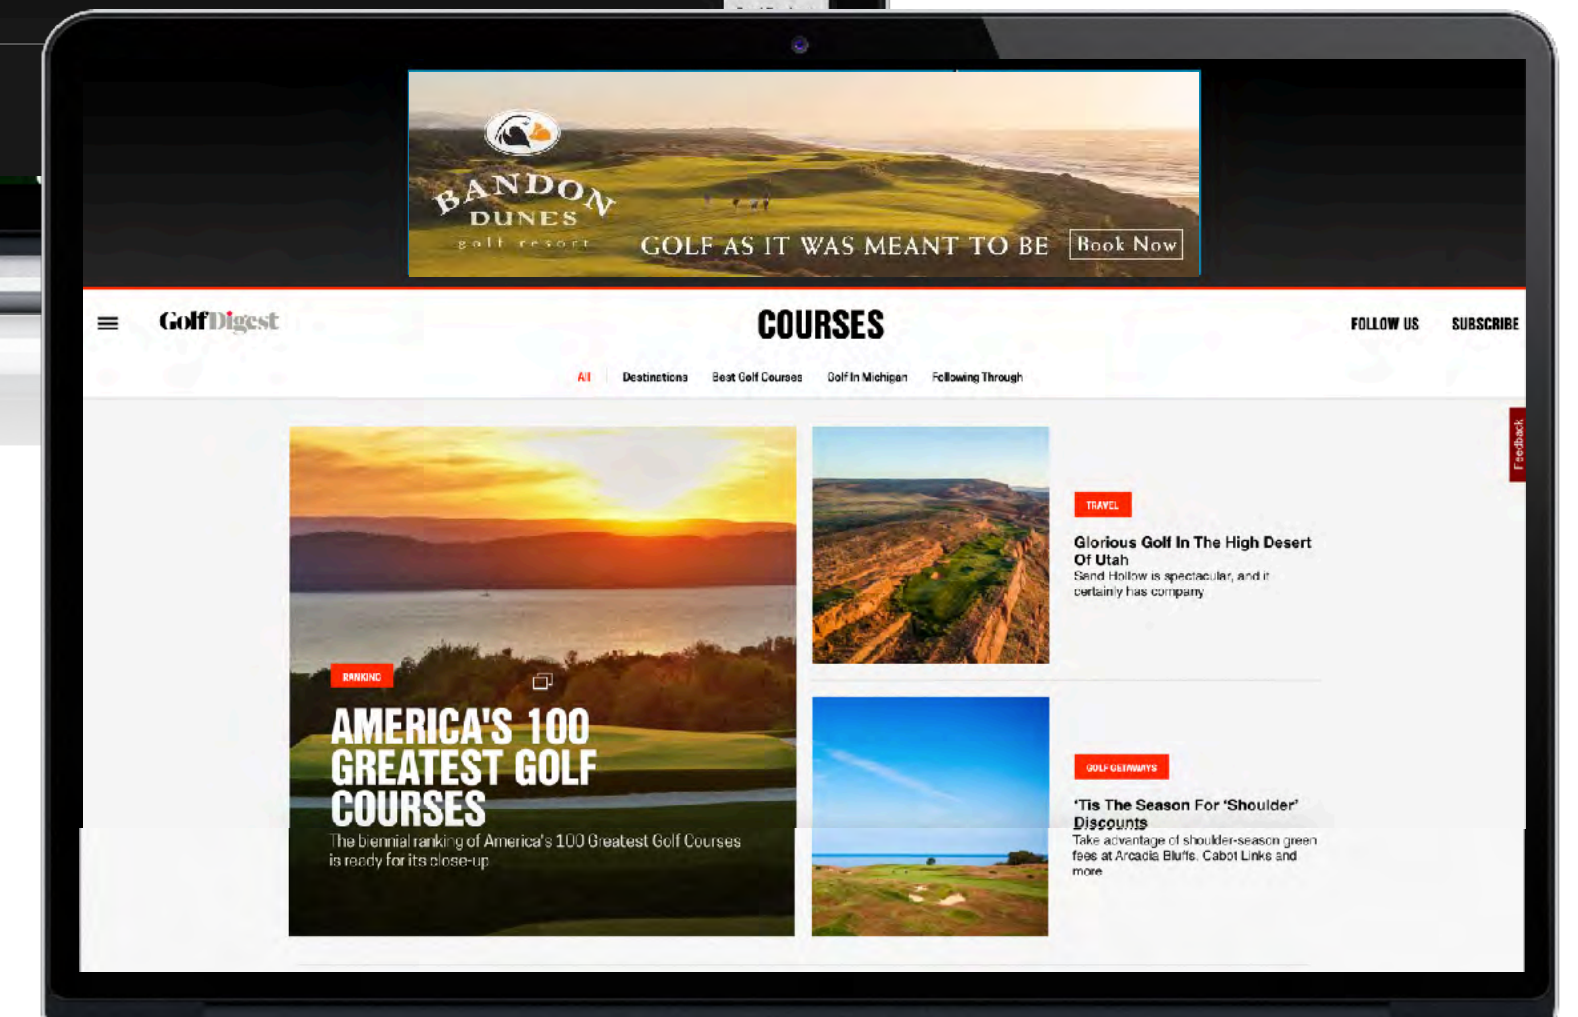 BANDON
DUNES
golf resort
GOLF AS IT WAS MEANT TO BE
Book Now
GolfDigest
COURSES
FOLLOW US
SUBSCRIBE
All
Destinations
Best Golf Courses
Golf In Michigan
Following Through
Feedback
RANKING
AMERICA'S 100
GREATEST GOLF
COURSES
The biennial ranking of America's 100 Greatest Golf Courses
is ready for its close-up
TRAVEL
Glorious Golf In The High Desert
Of Utah
Sand Hollow is spectacular, and it
certainly has company
GOLF GETAWAYS
‘Tis The Season For ‘Shoulder’
Discounts
Take advantage of shoulder-season green
fees at Arcadia Bluffs, Cabot Links and
more